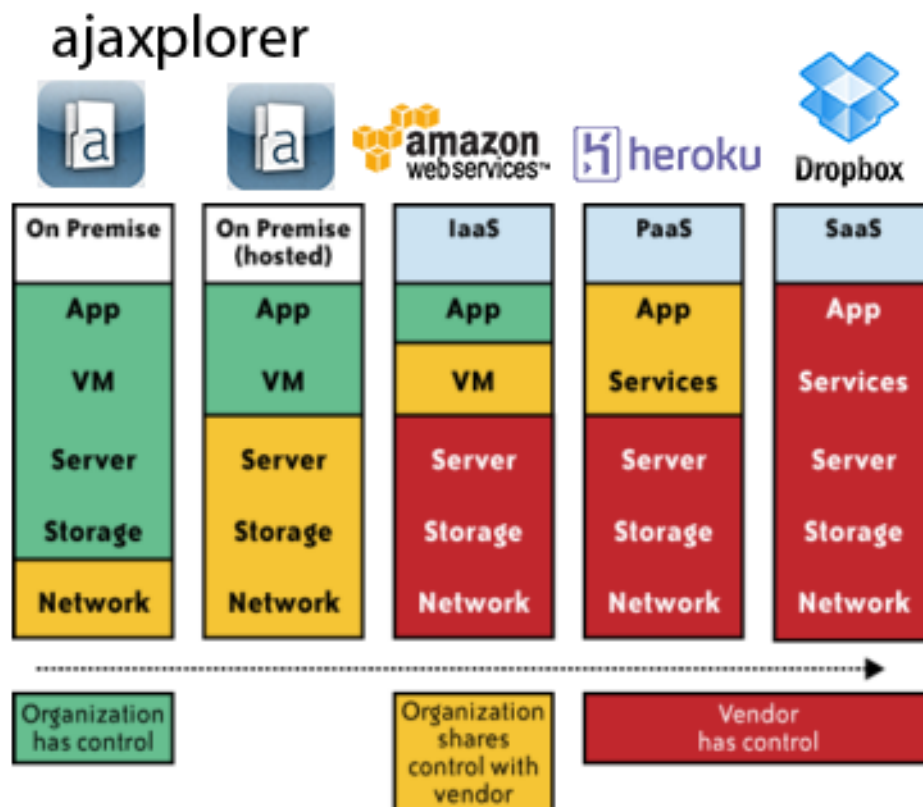 ajaxplorer
a
a
amazon
web services™
heroku
Dropbox
On Premise
On Premise
(hosted)
IaaS
PaaS
SaaS
App
App
App
App
App
VM
VM
VM
Services
Services
Server
Server
Server
Server
Server
Storage
Storage
Storage
Storage
Storage
Network
Network
Network
Network
Network
Organization
has control
Organization
shares
control with
vendor
Vendor
has control